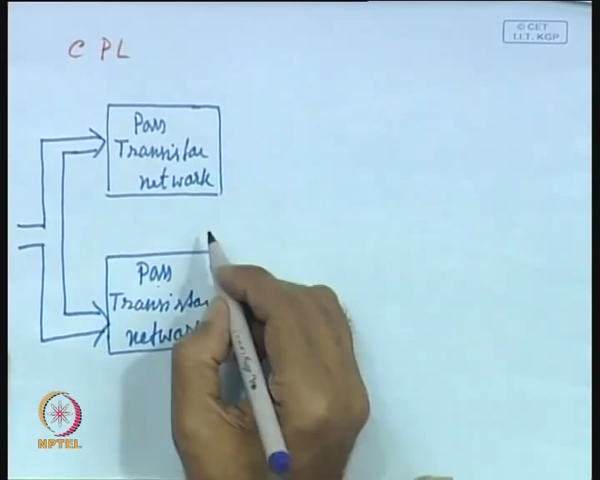 © CET
I.I.T. KGP
C P L
Pass
Transistor
network
Pass
Transistor
network
NPTEL